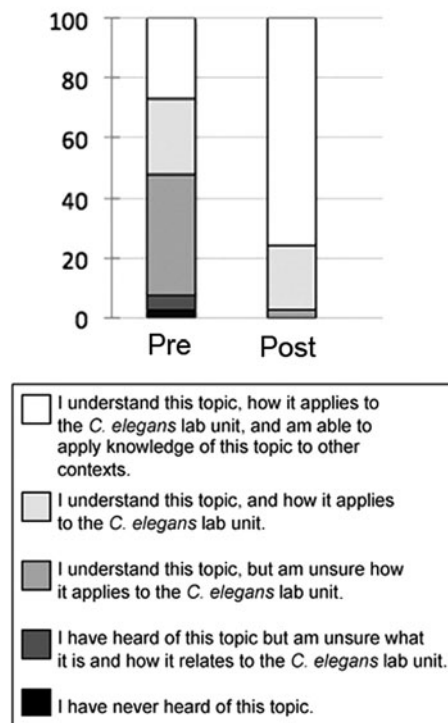 100
80
60
40
20
0
Pre Post
I understand this topic, how it applies to
the C. elegans lab unit, and am able to
apply knowledge of this topic to other
contexts.
I understand this topic, and how it applies
to the C. elegans lab unit.
I understand this topic, but am unsure how
it applies to the C. elegans lab unit.
I have heard of this topic but am unsure what
it is and how it relates to the C. elegans lab unit.
I have never heard of this topic.